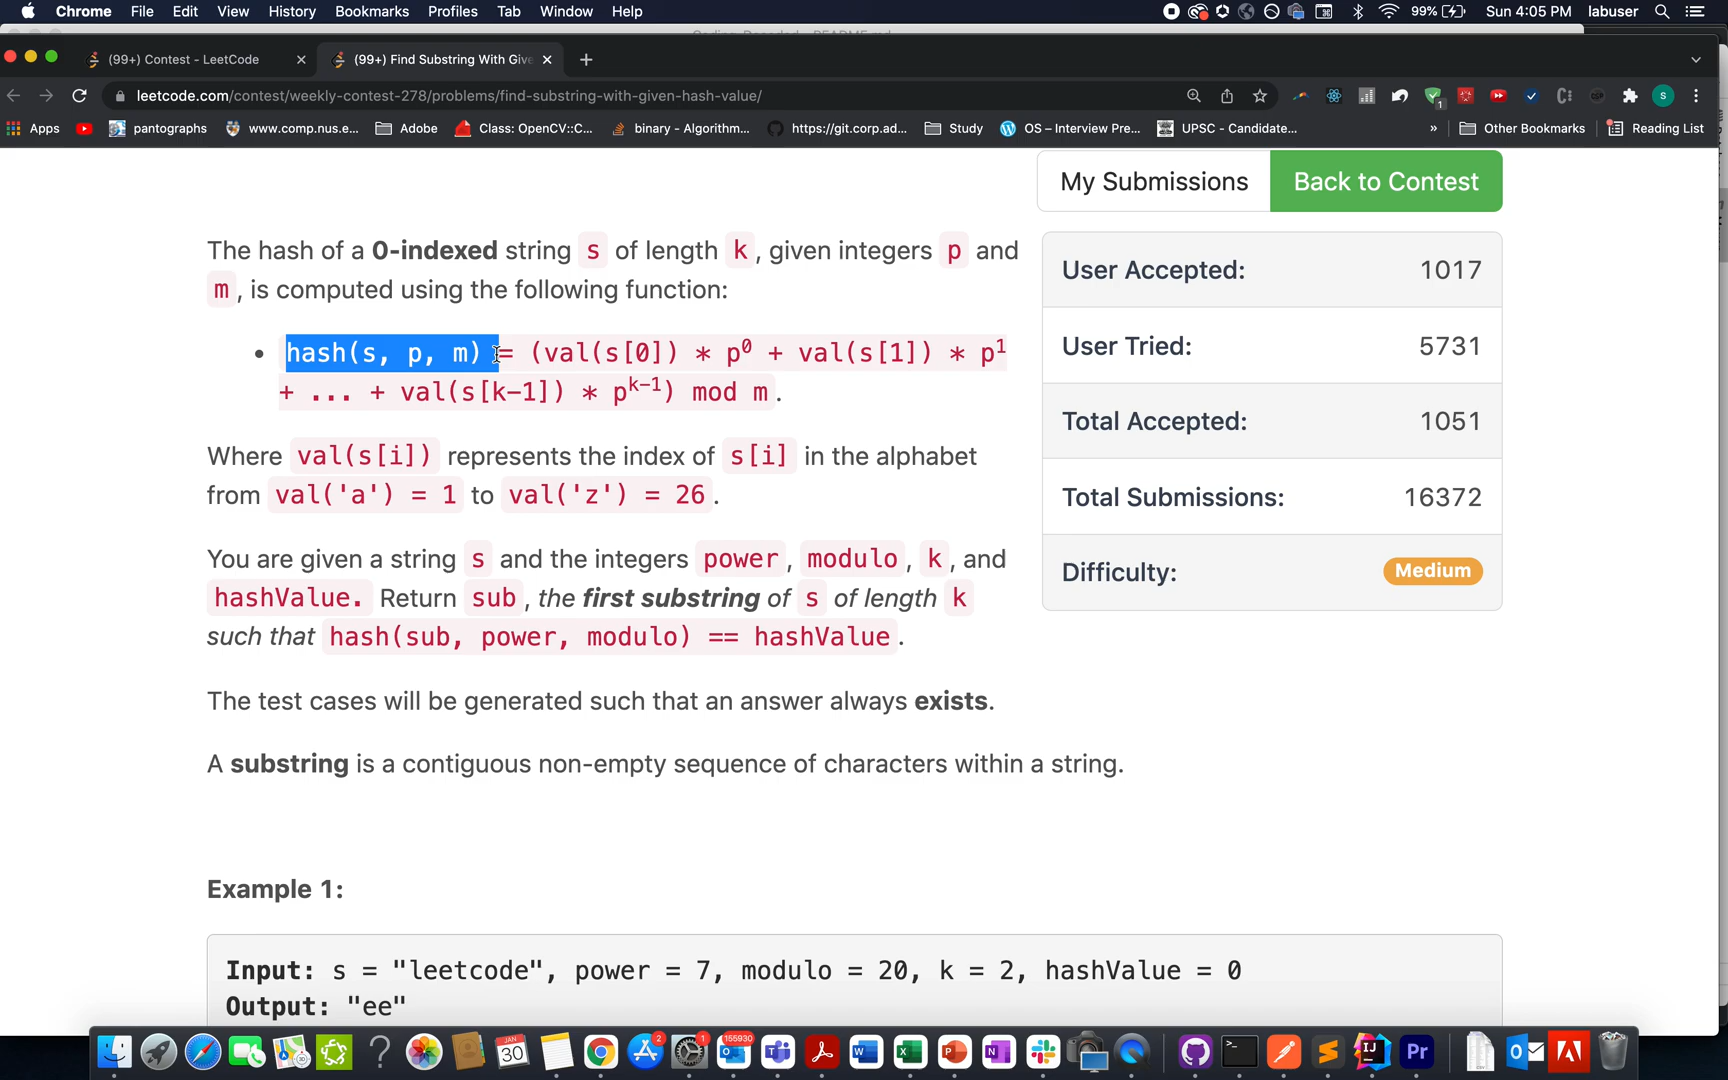 Chrome File Edit View History Bookmarks Profiles Tab Window Help 99% Sun 4:05 PM labuser
(99+) Contest - LeetCode (99+) Find Substring With Give
leetcode.com/contest/weekly-contest-278/problems/find-substring-with-given-hash-value/
Apps pantographs www.comp.nus.e... Adobe Class: OpenCV::C... binary - Algorithm... https://git.corp.ad... Study OS – Interview Pre... UPSC - Candidate... » Other Bookmarks Reading List
My Submissions Back to Contest
The hash of a 0-indexed string s of length k, given integers p and
m, is computed using the following function:
• hash(s, p, m) = (val(s[0]) * p⁰ + val(s[1]) * p¹
+ ... + val(s[k-1]) * pᵏ⁻¹) mod m.
Where val(s[i]) represents the index of s[i] in the alphabet
from val('a') = 1 to val('z') = 26.
You are given a string s and the integers power, modulo, k, and
hashValue. Return sub, the first substring of s of length k
such that hash(sub, power, modulo) == hashValue.
The test cases will be generated such that an answer always exists.
A substring is a contiguous non-empty sequence of characters within a string.
User Accepted: 1017
User Tried: 5731
Total Accepted: 1051
Total Submissions: 16372
Difficulty: Medium
Example 1:
Input: s = "leetcode", power = 7, modulo = 20, k = 2, hashValue = 0
Output: "ee"
JAN 30 2 1 155930